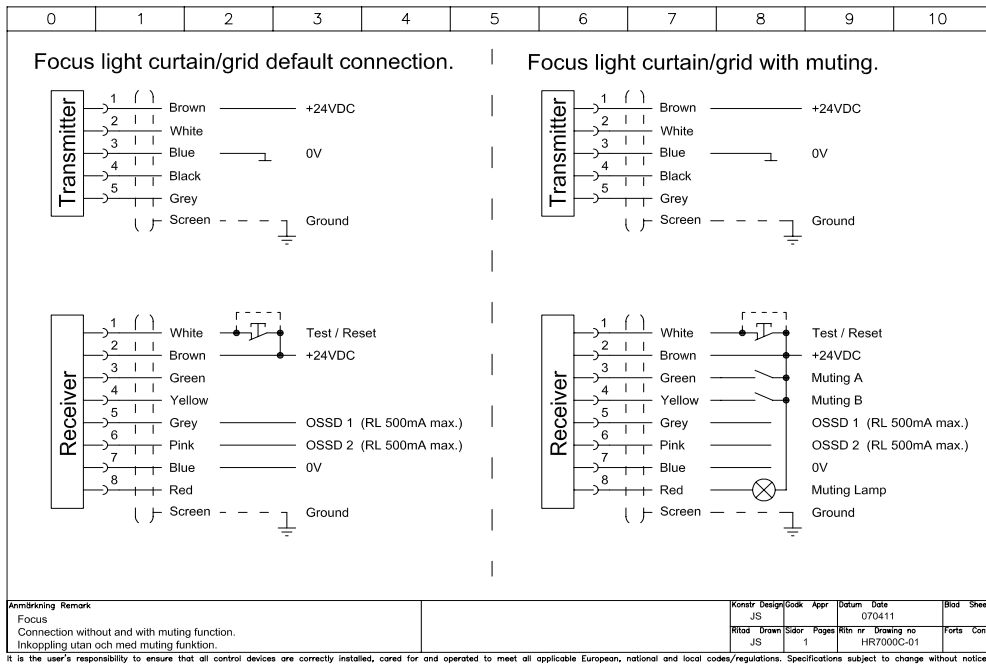 0 1 2 3 4 5 6 7 8 9 10
Focus light curtain/grid default connection.
Transmitter
1 Brown +24VDC
2 White
3 Blue 0V
4 Black
5 Grey
Screen Ground
Receiver
1 White Test / Reset
2 Brown +24VDC
3 Green
4 Yellow
5 Grey OSSD 1 (RL 500mA max.)
6 Pink OSSD 2 (RL 500mA max.)
7 Blue 0V
8 Red
Screen Ground
Focus light curtain/grid with muting.
Transmitter
1 Brown +24VDC
2 White
3 Blue 0V
4 Black
5 Grey
Screen Ground
Receiver
1 White Test / Reset
2 Brown +24VDC
3 Green Muting A
4 Yellow Muting B
5 Grey OSSD 1 (RL 500mA max.)
6 Pink OSSD 2 (RL 500mA max.)
7 Blue 0V
8 Red Muting Lamp
Screen Ground
Anmärkning Remark
Focus
Connection without and with muting function.
Inkoppling utan och med muting funktion.
Konstr Design Godk Appr Datum Date Blad Shee
JS 070411
Ritad Drawn Sidor Pages Ritn nr Drawing no Forts Con
JS 1 HR7000C-01
It is the user's responsibility to ensure that all control devices are correctly installed, cared for and operated to meet all applicable European, national and local codes/regulations. Specifications subject to change without notice